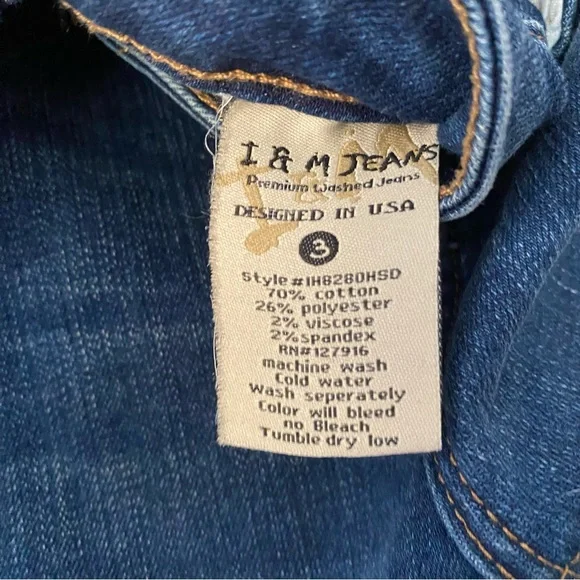 I & M JEANS
Premium Washed Jeans
DESIGNED IN USA
3
style#IH8280HSD
70% cotton
26% polyester
2% viscose
2%spandex
RN#127916
machine wash
Cold water
wash seperately
Color will bleed
no Bleach
Tumble dry low